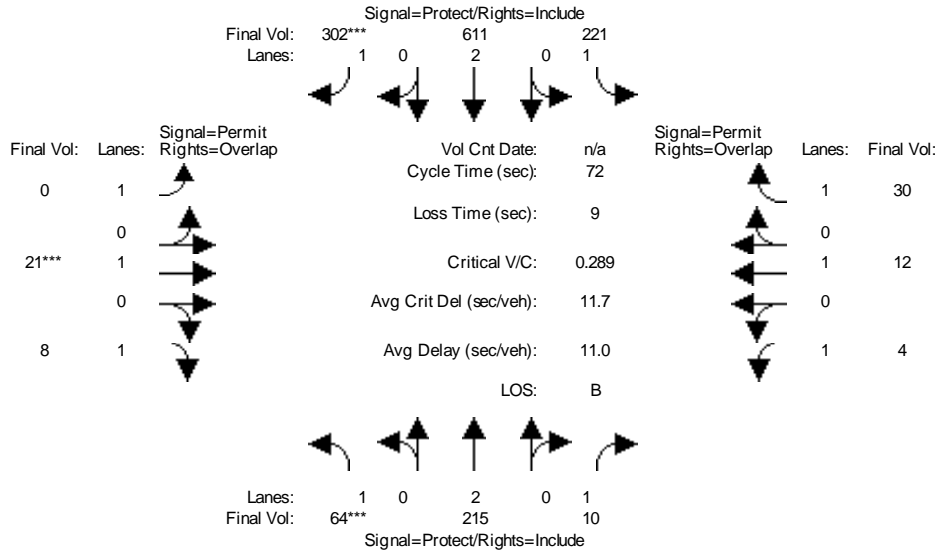 Signal=Protect/Rights=Include
Final Vol: 302*** 611 221
Lanes: 1 0 2 0 1
Signal=Permit Signal=Permit
Final Vol: Lanes: Rights=Overlap Vol Cnt Date: n/a Rights=Overlap Lanes: Final Vol:
Cycle Time (sec): 72
0 1 1 30
Loss Time (sec): 9
0 0
21*** 1 Critical V/C: 0.289 1 12
0 Avg Crit Del (sec/veh): 11.7 0
8 1 Avg Delay (sec/veh): 11.0 1 4
LOS: B
Lanes: 1 0 2 0 1
Final Vol: 64*** 215 10
Signal=Protect/Rights=Include